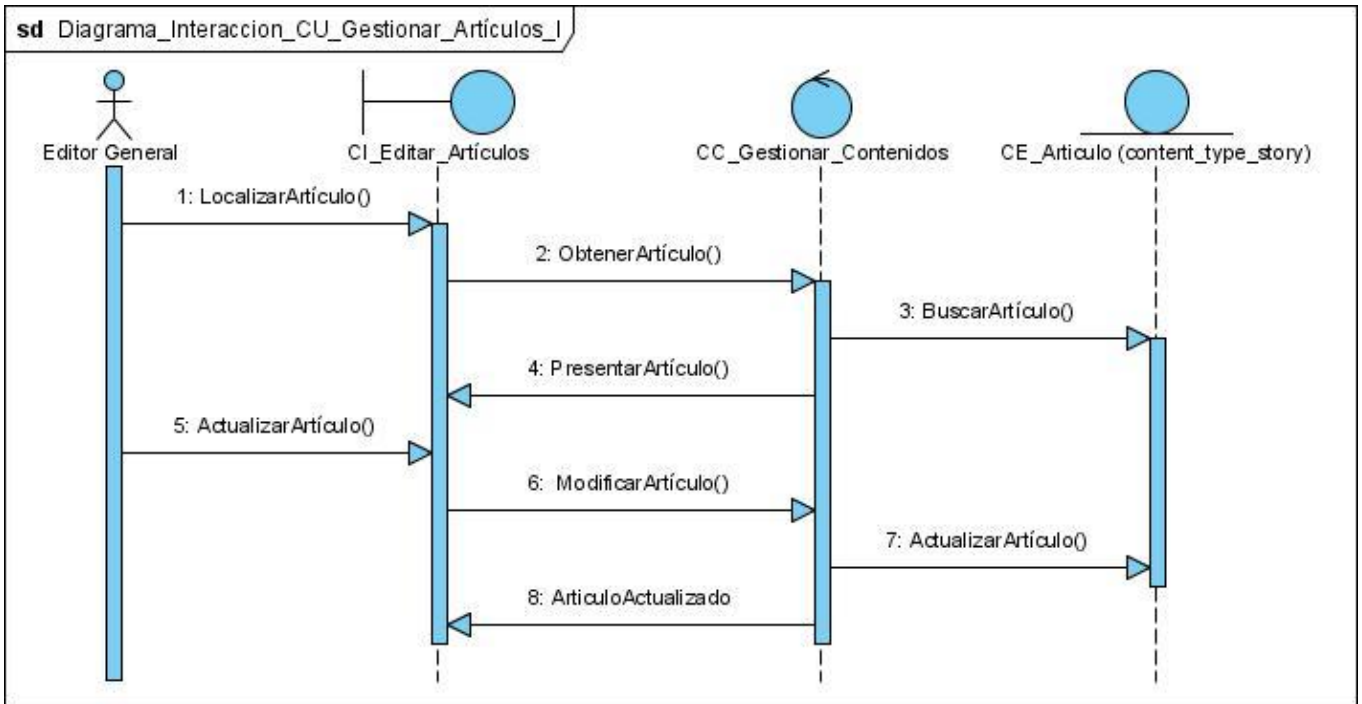 sd Diagrama_Interaccion_CU_Gestionar_Artículos_I
Editor General
CI_Editar_Artículos
CC_Gestionar_Contenidos
CE_Articulo (content_type_story)
1: LocalizarArtículo()
2: ObtenerArtículo()
3: BuscarArtículo()
4: PresentarArtículo()
5: ActualizarArtículo()
6: ModificarArtículo()
7: ActualizarArtículo()
8: ArticuloActualizado